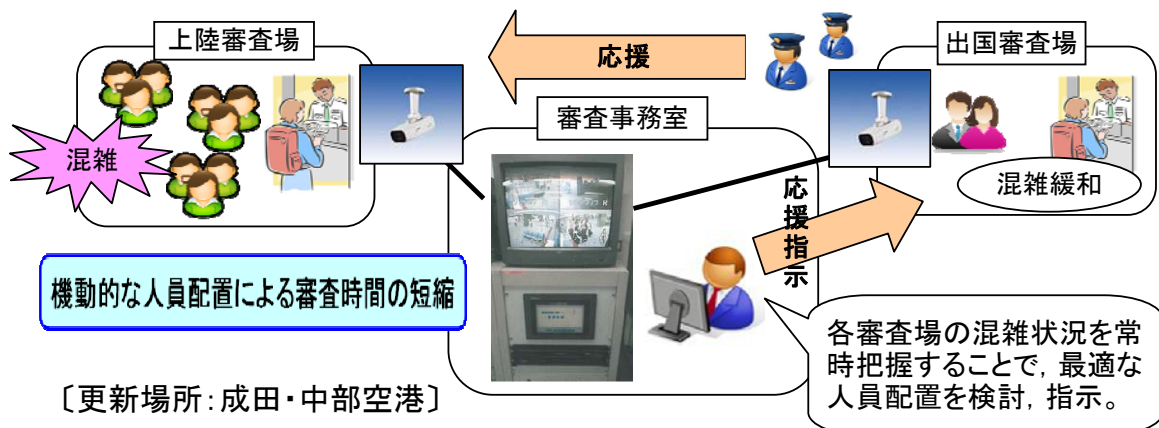 上陸審査場
応援
出国審査場
審査事務室
混雑
混雑緩和
応援指示
機動的な人員配置による審査時間の短縮
各審査場の混雑状況を常
時把握することで, 最適な
人員配置を検討, 指示。
〔更新場所:成田・中部空港〕